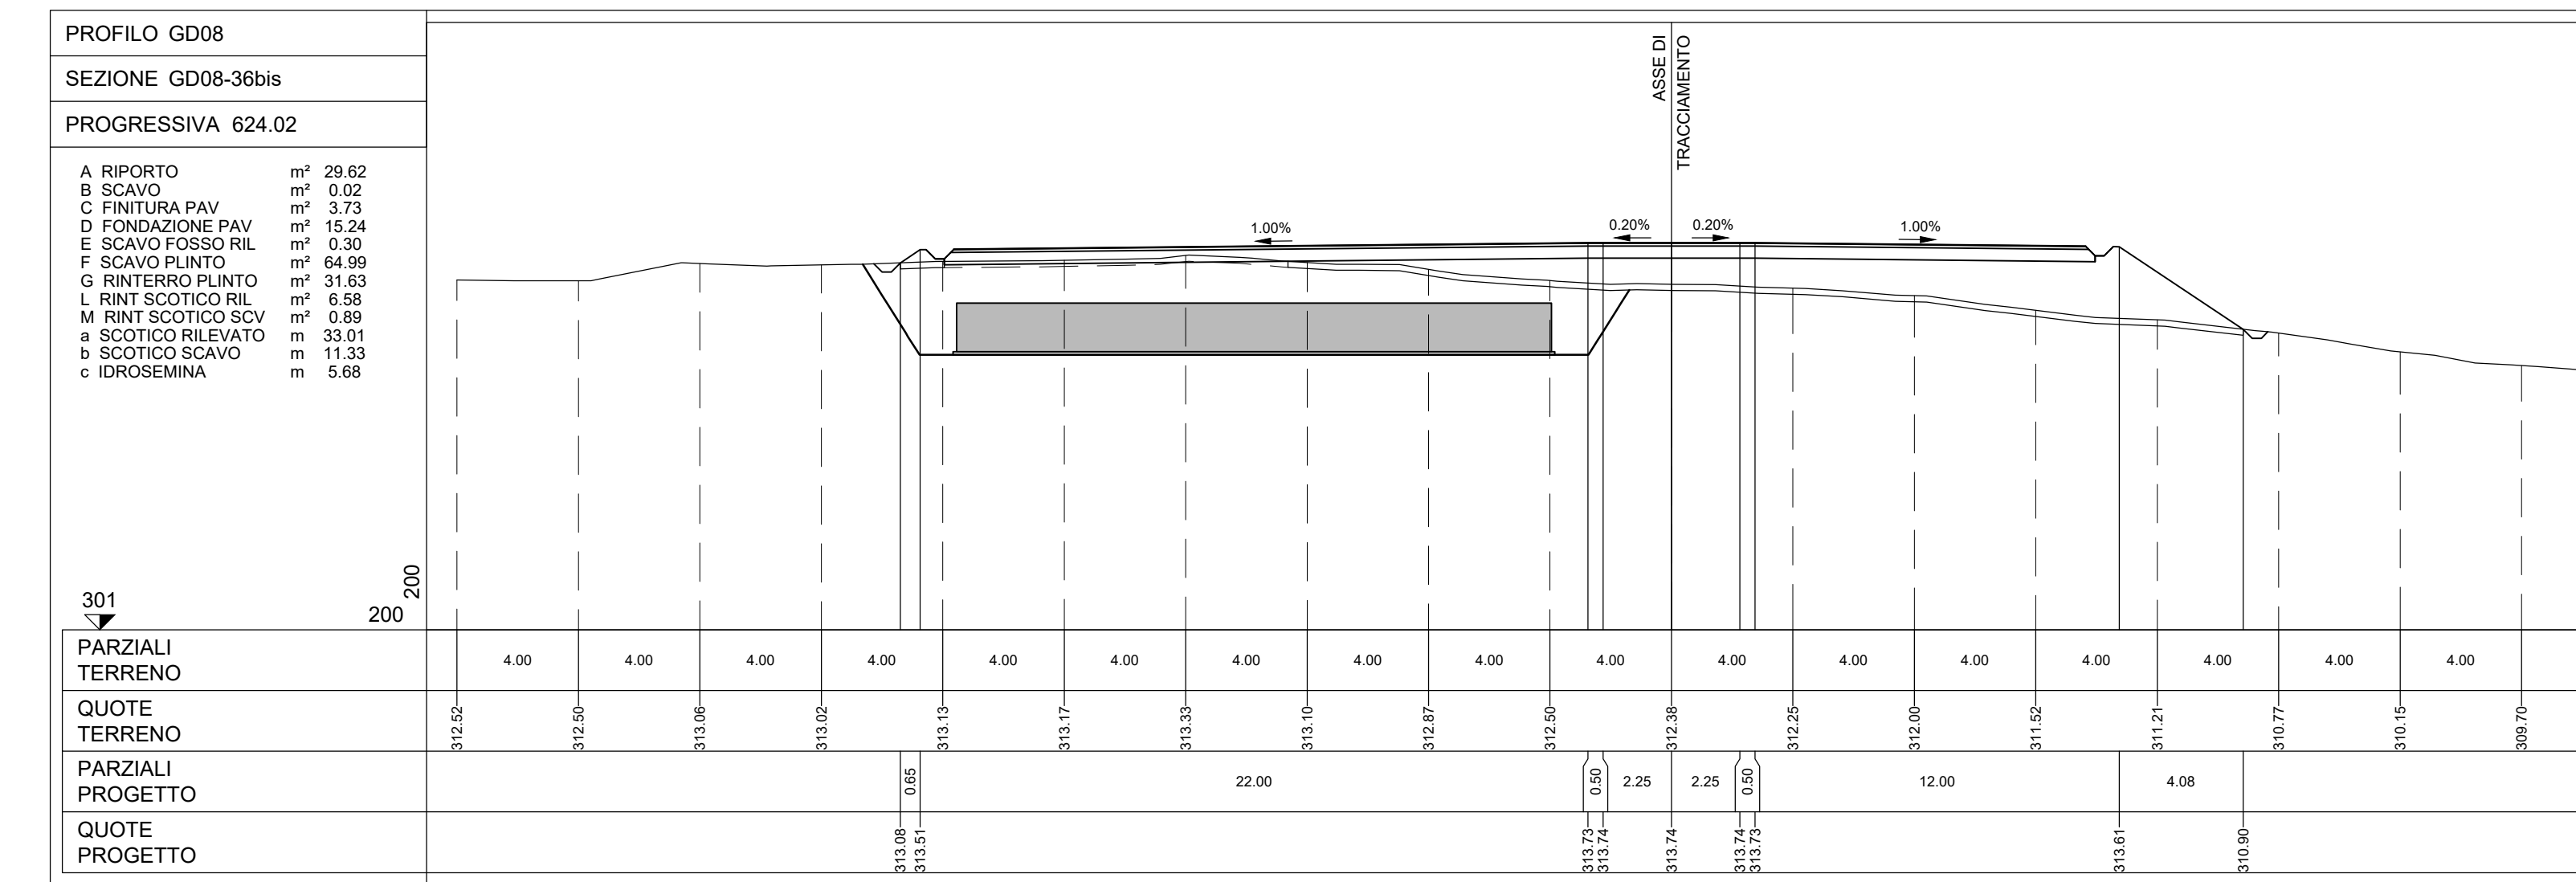 PROFILO GD08
SEZIONE GD08-36bis
PROGRESSIVA 624.02
A RIPORTO m² 29.62
B SCAVO m² 0.02
C FINITURA PAV m² 3.73
D FONDAZIONE PAV m² 15.24
E SCAVO FOSSO RIL m² 0.30
F SCAVO PLINTO m² 64.99
G RINTERRO PLINTO m² 31.63
L RINT SCOTICO RIL m² 6.58
M RINT SCOTICO SCV m² 0.89
a SCOTICO RILEVATO m 33.01
b SCOTICO SCAVO m 11.33
c IDROSEMINA m 5.68
ASSE DI
TRACCIAMENTO
1.00% 0.20% 0.20% 1.00%
301
200
200
PARZIALI
TERRENO
4.00 4.00 4.00 4.00 4.00 4.00 4.00 4.00 4.00 4.00 4.00 4.00 4.00 4.00 4.00 4.00 4.00
QUOTE
TERRENO
312.52 312.50 313.06 313.02 313.13 313.17 313.33 313.10 312.87 312.50 312.38 312.25 312.00 311.52 311.21 310.77 310.15 309.70
PARZIALI
PROGETTO
0.65 22.00 0.50 2.25 2.25 0.50 12.00 4.08
QUOTE
PROGETTO
313.08 313.51 313.73 313.74 313.74 313.74 313.73 313.61 310.90